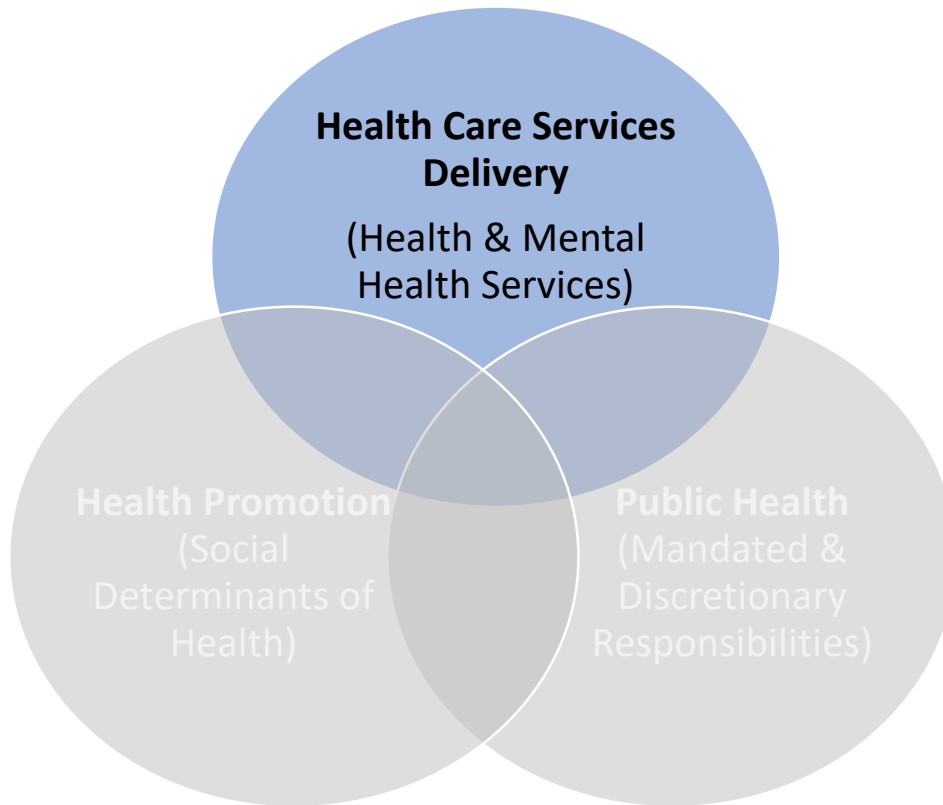 Health Care Services
Delivery
(Health & Mental
Health Services)
Health Promotion
(Social
Determinants of
Health)
Public Health
(Mandated &
Discretionary
Responsibilities)